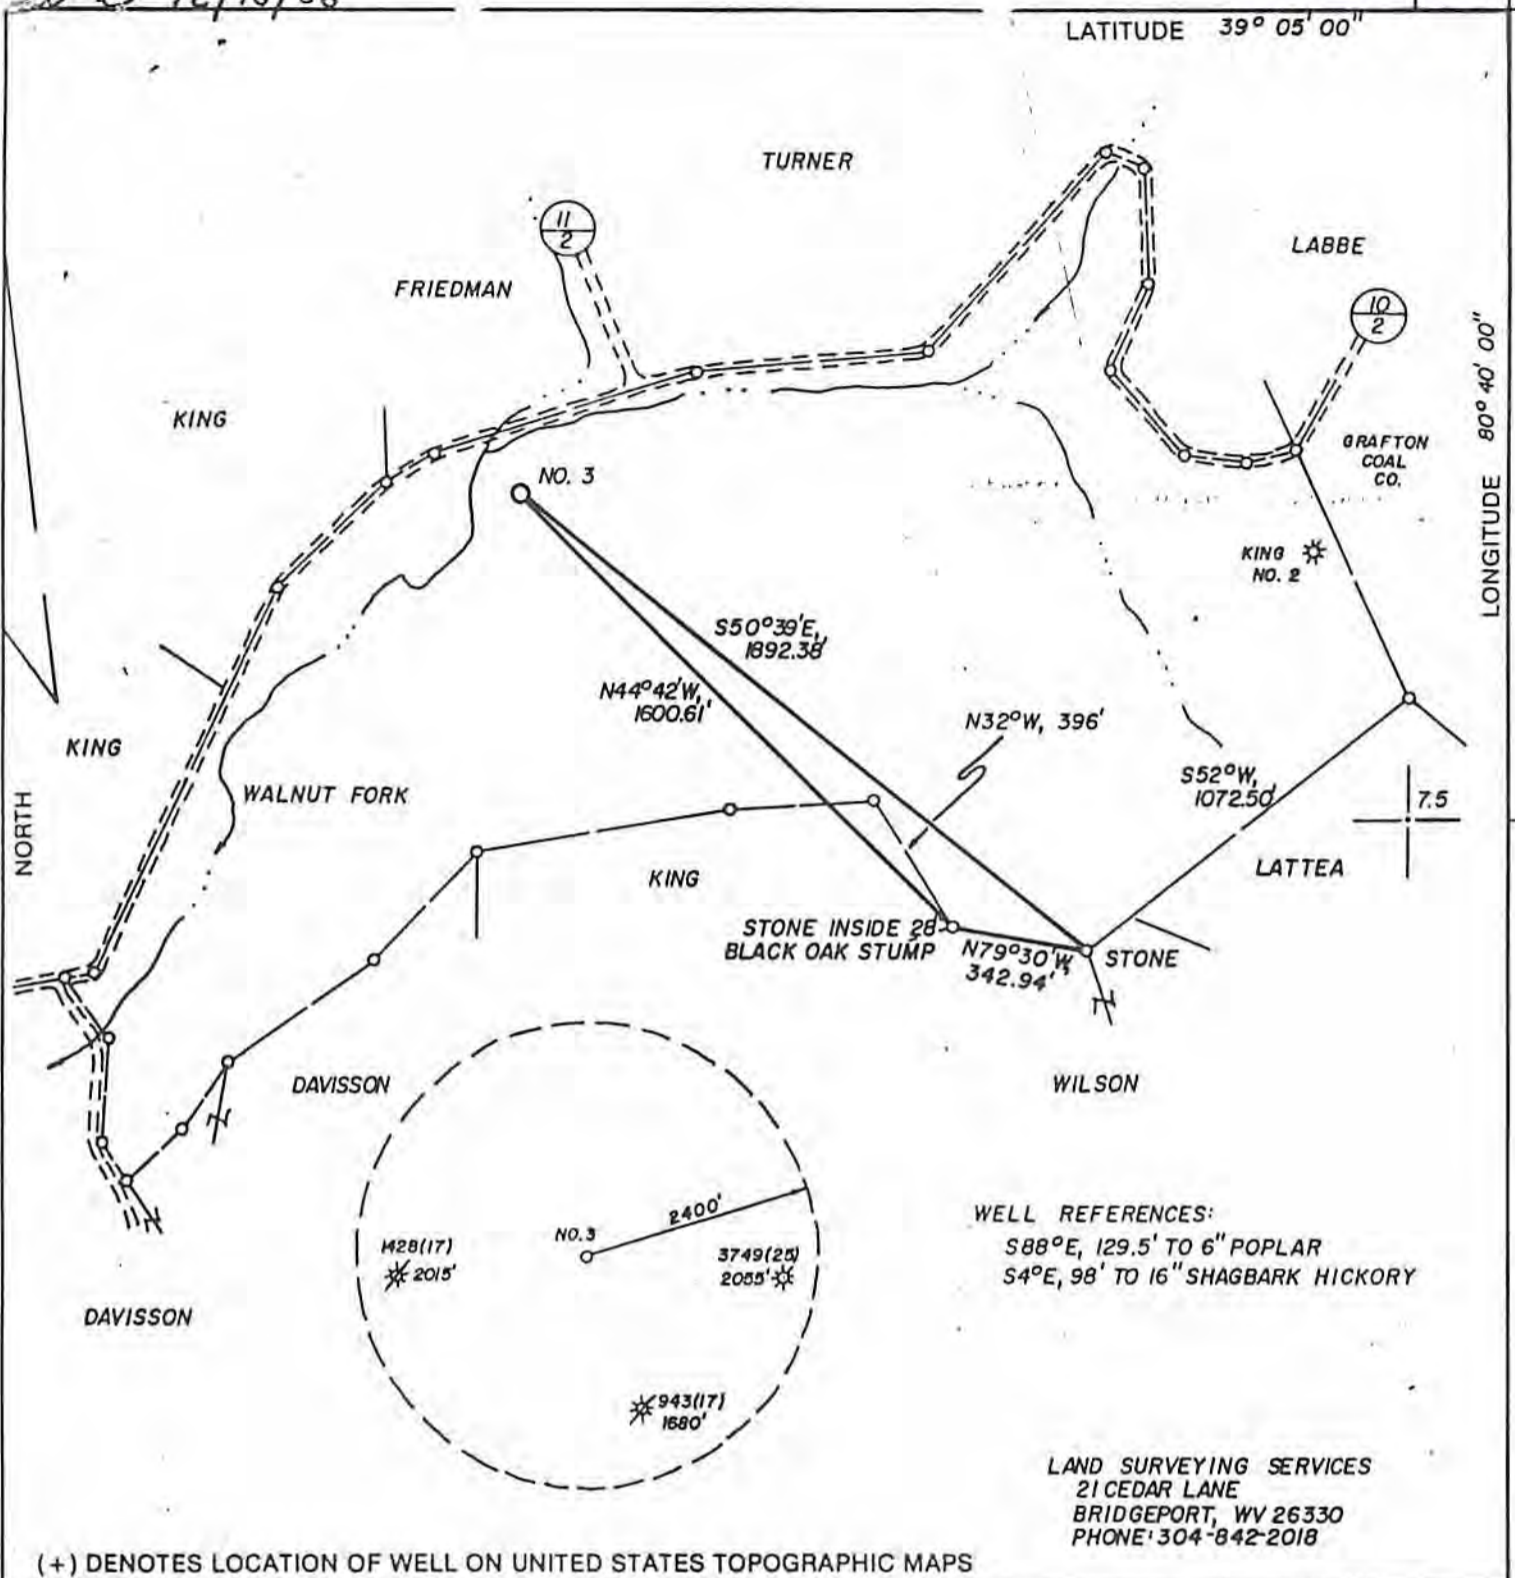 12/10/86
LATITUDE 39° 05' 00"
TURNER
11
2
LABBE
FRIEDMAN
10
2
LONGITUDE 80° 40' 00"
KING
GRAFTON
COAL
CO.
NO. 3
KING
NO. 2
S50°39'E,
1892.38'
N44°42'W,
1600.61'
N32°W, 396'
KING
S52°W,
1072.50'
7.5
WALNUT FORK
NORTH
LATTEA
KING
STONE INSIDE 28"
BLACK OAK STUMP
N79°30'W,
342.94'
STONE
DAVISSON
WILSON
2400'
NO. 3
1428(17)
2015'
3749(25)
2055'
WELL REFERENCES:
S88°E, 129.5' TO 6" POPLAR
S4°E, 98' TO 16" SHAGBARK HICKORY
DAVISSON
943(17)
1680'
LAND SURVEYING SERVICES
21 CEDAR LANE
BRIDGEPORT, WV 26330
PHONE: 304-842-2018
(+) DENOTES LOCATION OF WELL ON UNITED STATES TOPOGRAPHIC MAPS